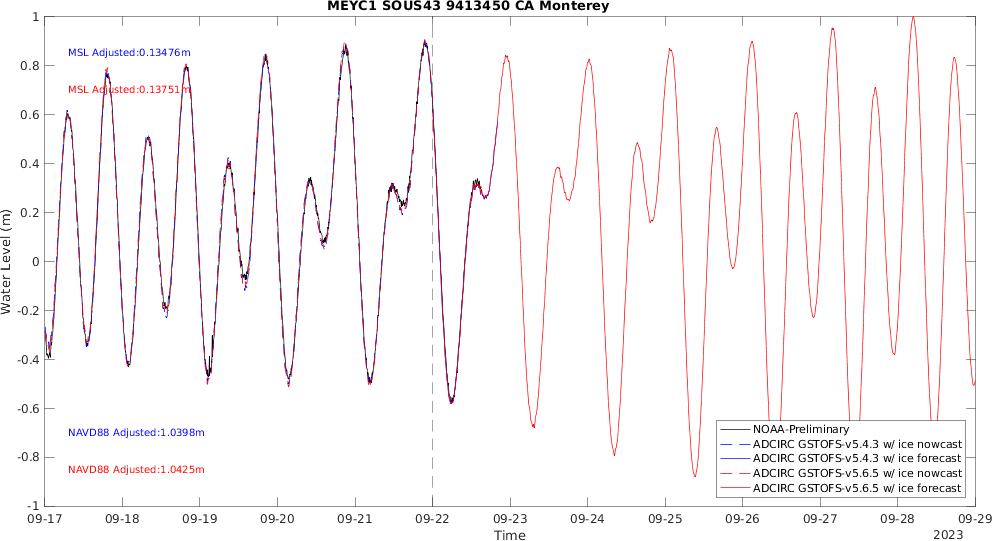 MEYC1 SOUS43 9413450 CA Monterey
1
0.8
0.6
0.4
0.2
0
-0.2
-0.4
-0.6
-0.8
-1
Water Level (m)
MSL Adjusted:0.13476m
MSL Adjusted:0.13751m
NAVD88 Adjusted:1.0398m
NAVD88 Adjusted:1.0425m
NOAA-Preliminary
ADCIRC GSTOFS-v5.4.3 w/ ice nowcast
ADCIRC GSTOFS-v5.4.3 w/ ice forecast
ADCIRC GSTOFS-v5.6.5 w/ ice nowcast
ADCIRC GSTOFS-v5.6.5 w/ ice forecast
09-17 09-18 09-19 09-20 09-21 09-22 09-23 09-24 09-25 09-26 09-27 09-28 09-29
Time
2023